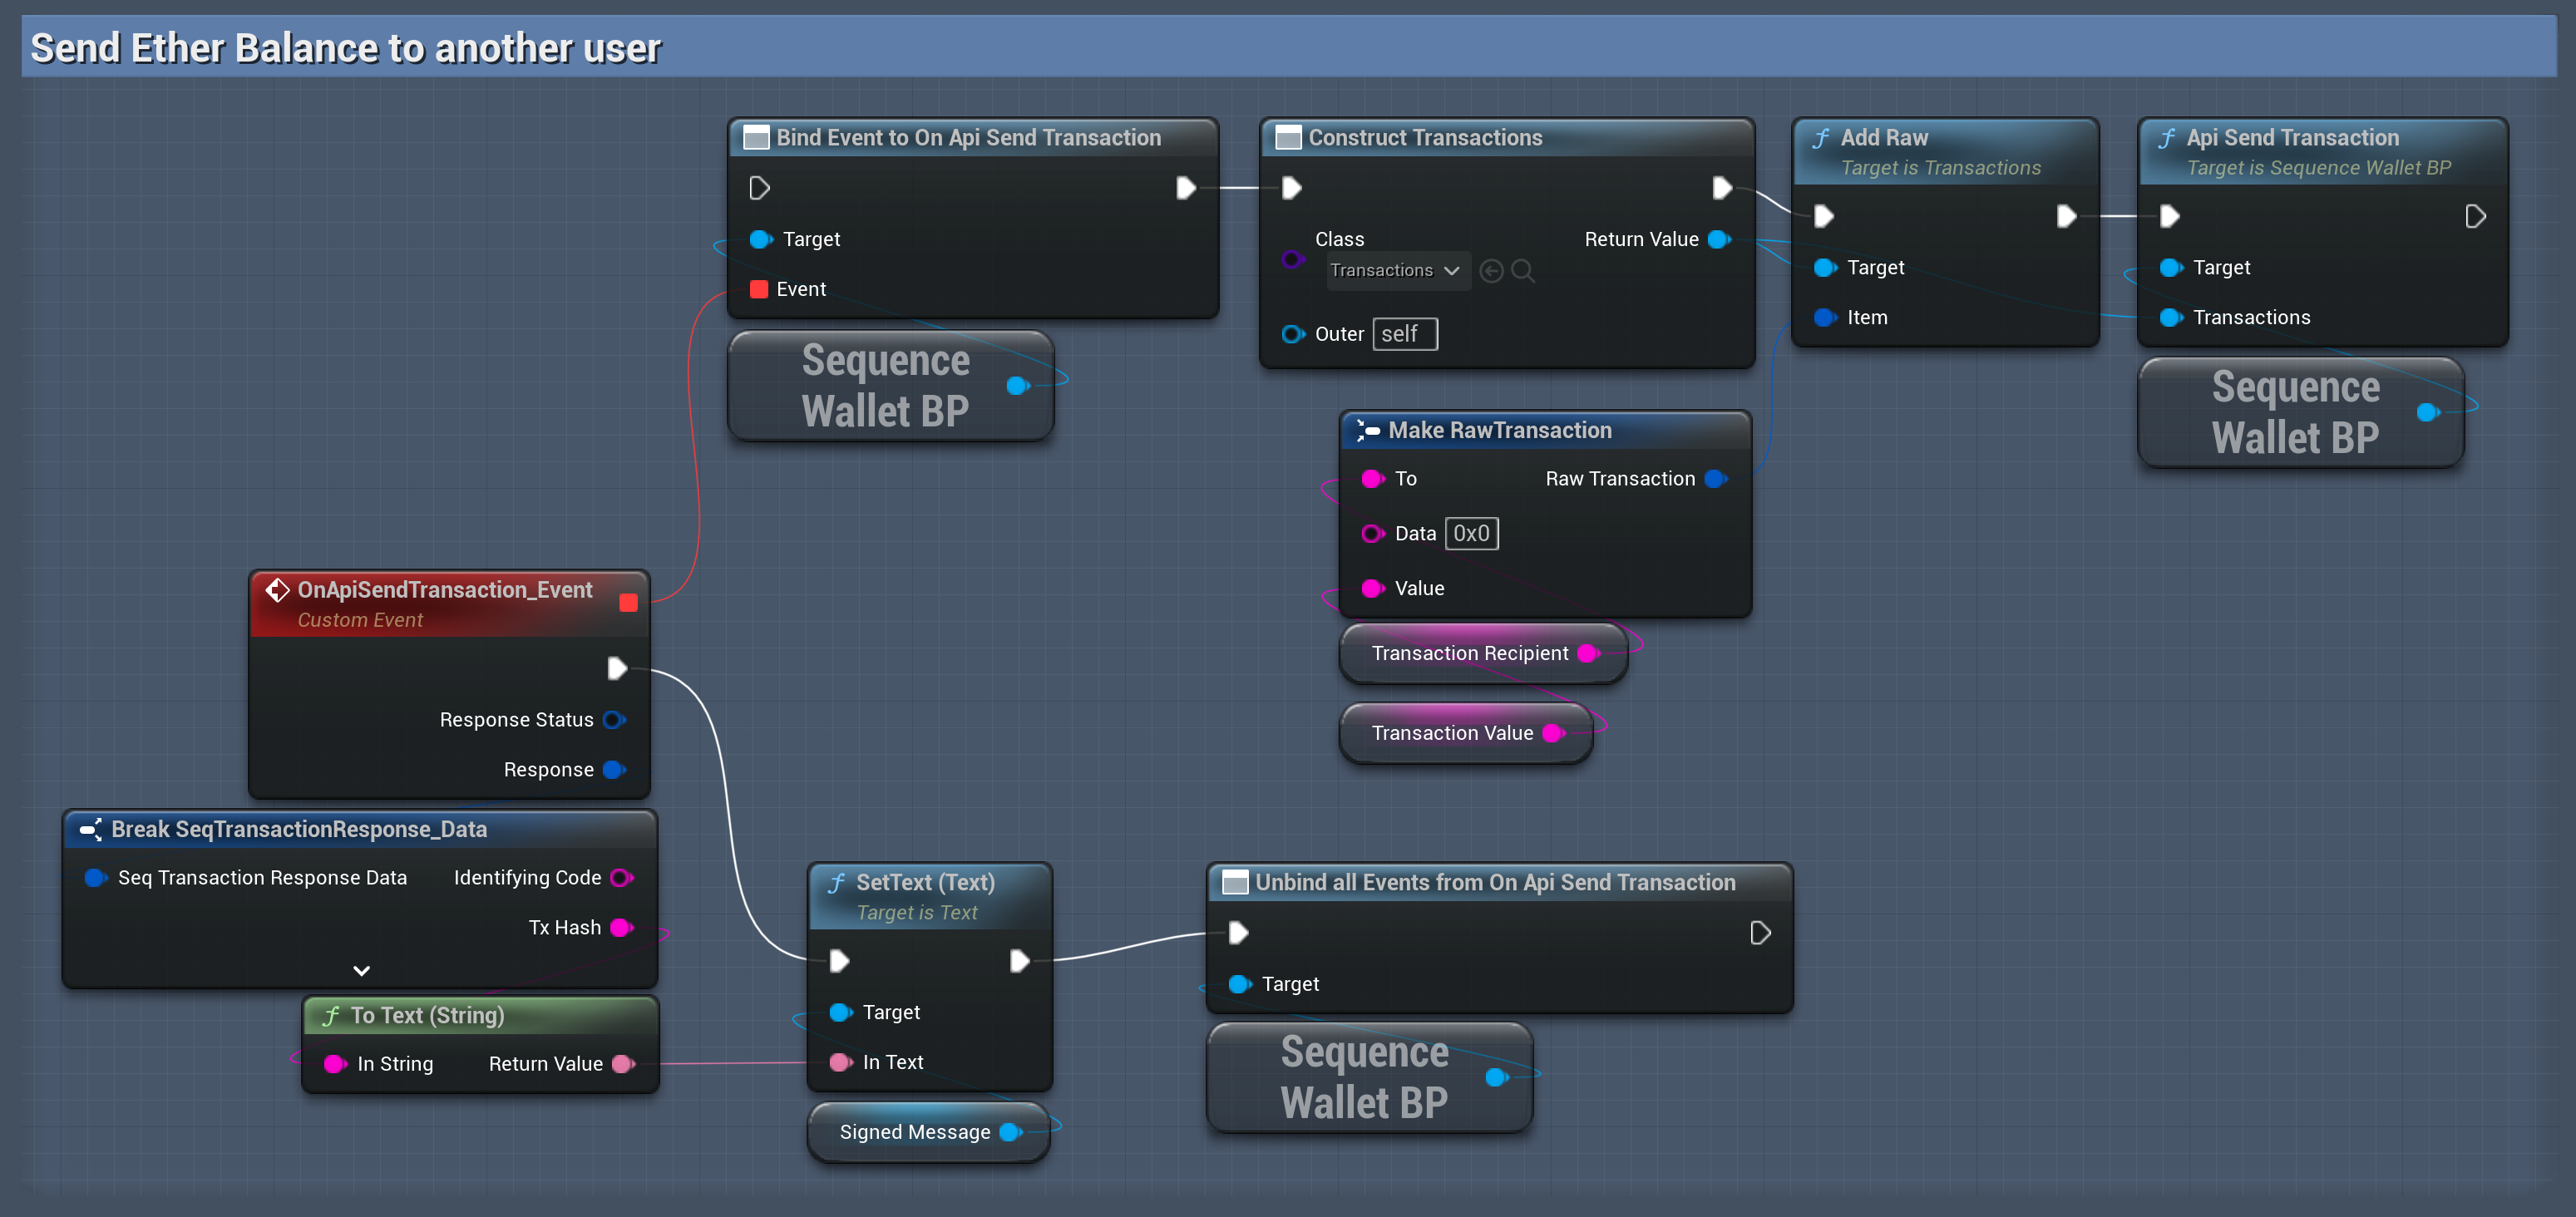 Send Ether Balance to another user
Bind Event to On Api Send Transaction
Target
Event
Sequence
Wallet BP
Construct Transactions
Class
Transactions
Return Value
Outer self
Add Raw
Target is Transactions
Target
Item
Api Send Transaction
Target is Sequence Wallet BP
Target
Transactions
Sequence
Wallet BP
Make RawTransaction
To Raw Transaction
Data 0x0
Value
Transaction Recipient
Transaction Value
OnApiSendTransaction_Event
Custom Event
Response Status
Response
Break SeqTransactionResponse_Data
Seq Transaction Response Data Identifying Code
Tx Hash
f To Text (String)
In String Return Value
f SetText (Text)
Target is Text
Target
In Text
Signed Message
Unbind all Events from On Api Send Transaction
Target
Sequence
Wallet BP